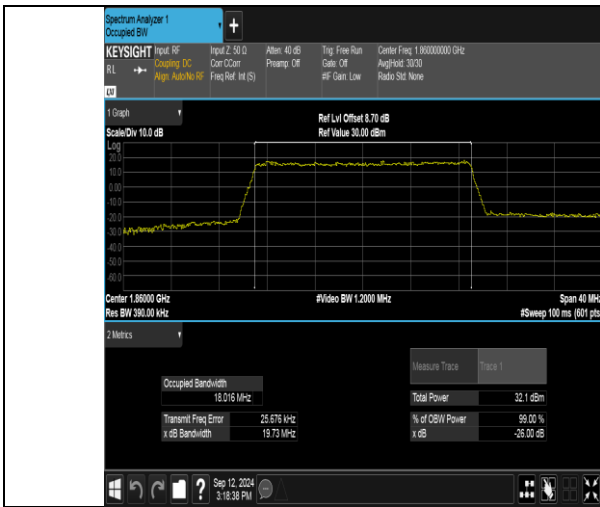 Spectrum Analyzer 1
Occupied BW
+
KEYSIGHT Input: RF Input Z: 50 Ω Atten: 40 dB Trig: Free Run Center Freq: 1.860000000 GHz
RL Coupling: DC Corr CCorr Preamp: Off Gate: Off Avg|Hold: 30/30
Align: Auto/No RF Freq Ref: Int (S) #IF Gain: Low Radio Std: None
LXI
1 Graph
Ref Lvl Offset 8.70 dB
Scale/Div 10.0 dB Ref Value 30.00 dBm
Log
20.0
10.0
0.00
-10.0
-20.0
-30.0
-40.0
-50.0
-60.0
Center 1.86000 GHz #Video BW 1.2000 MHz Span 40 MHz
Res BW 390.00 kHz #Sweep 100 ms (601 pts
2 Metrics
Measure Trace Trace 1
Occupied Bandwidth
18.016 MHz Total Power 32.1 dBm
Transmit Freq Error 25.676 kHz % of OBW Power 99.00 %
x dB Bandwidth 19.73 MHz x dB -26.00 dB
? Sep 12, 2024
3:18:38 PM